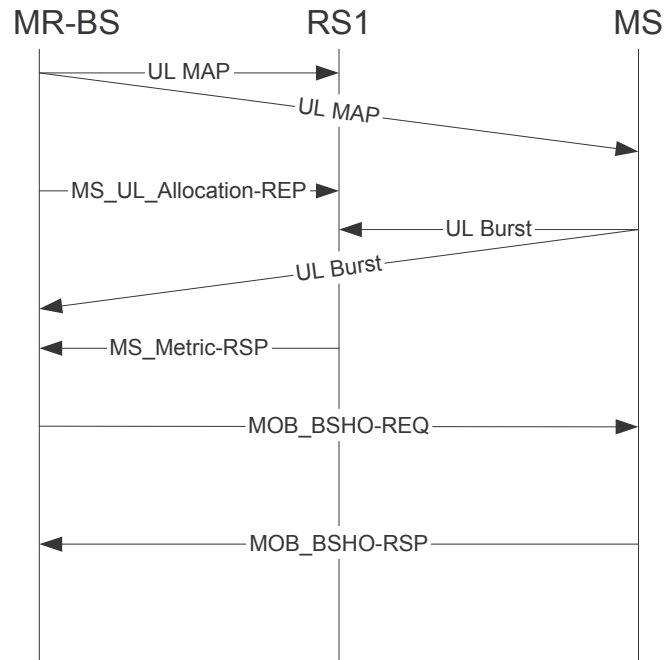 MR-BS RS1 MS
UL MAP
UL MAP
MS_UL_Allocation-REP
UL Burst
UL Burst
MS_Metric-RSP
MOB_BSHO-REQ
MOB_BSHO-RSP